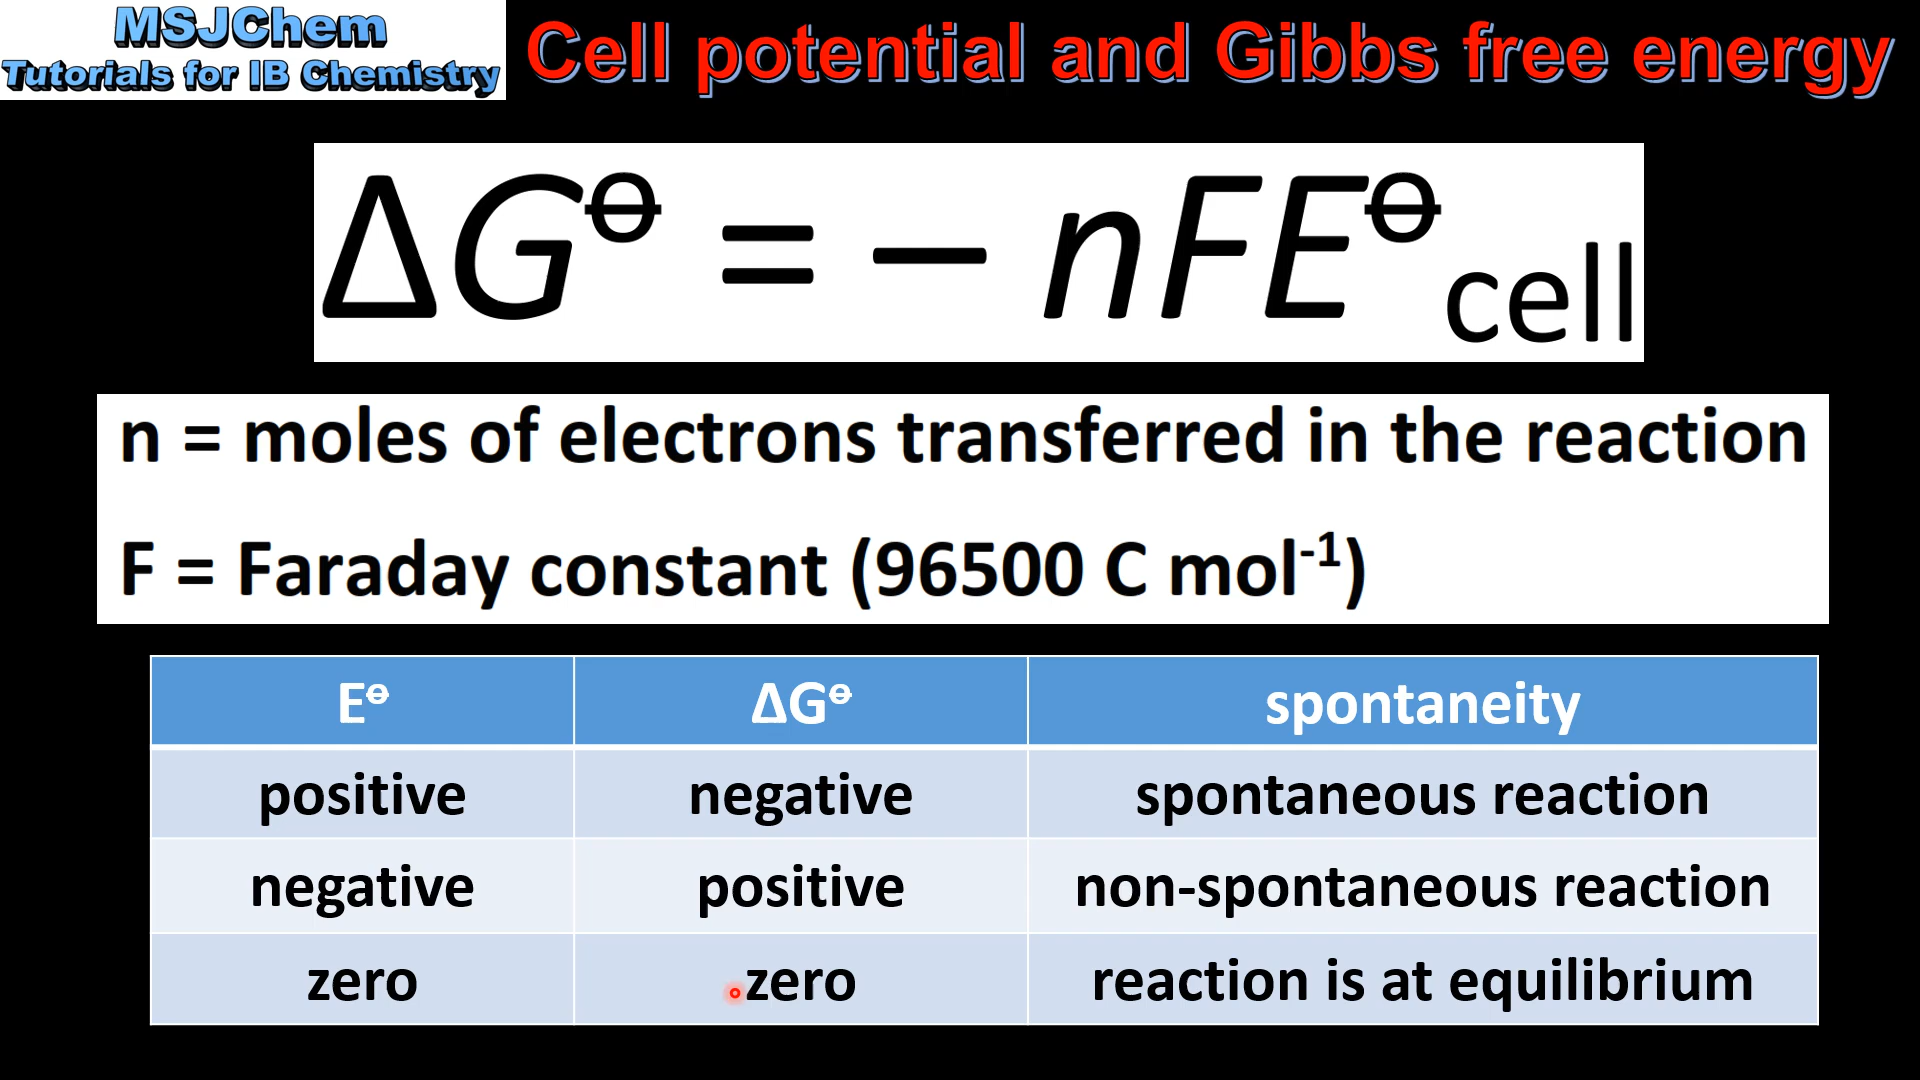 MSJChem
Tutorials for IB Chemistry
Cell potential and Gibbs free energy
ΔG⊖ = – nFE⊖cell
n = moles of electrons transferred in the reaction
F = Faraday constant (96500 C mol⁻¹)
E⊖ ΔG⊖ spontaneity
positive negative spontaneous reaction
negative positive non-spontaneous reaction
zero zero reaction is at equilibrium